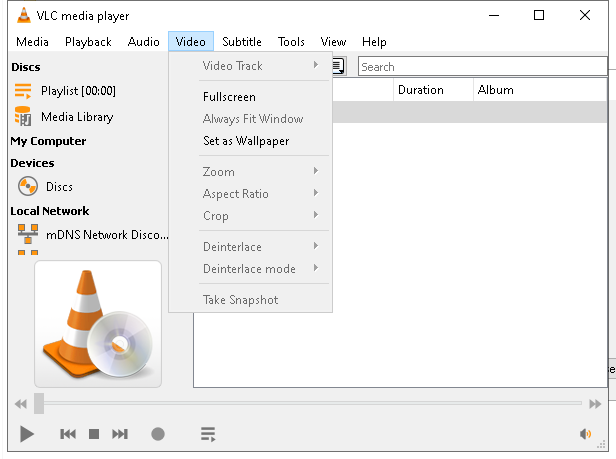 VLC media player
Media Playback Audio Video Subtitle Tools View Help
Discs
Playlist [00:00]
Media Library
My Computer
Devices
Discs
Local Network
mDNS Network Disco...
Video Track
Fullscreen
Always Fit Window
Set as Wallpaper
Zoom
Aspect Ratio
Crop
Deinterlace
Deinterlace mode
Take Snapshot
Search
Duration Album